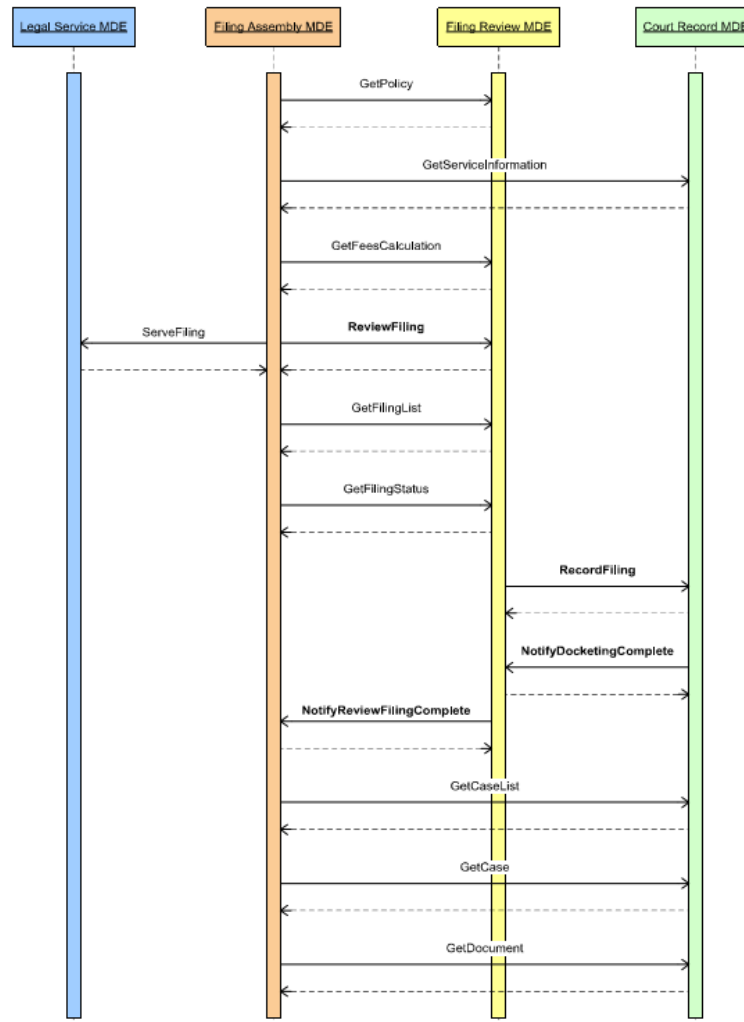 Legal Service MDE
Filing Assembly MDE
Filing Review MDE
Court Record MDE
GetPolicy
GetServiceInformation
GetFeesCalculation
ServeFiling
ReviewFiling
GetFilingList
GetFilingStatus
RecordFiling
NotifyDocketingComplete
NotifyReviewFilingComplete
GetCaseList
GetCase
GetDocument